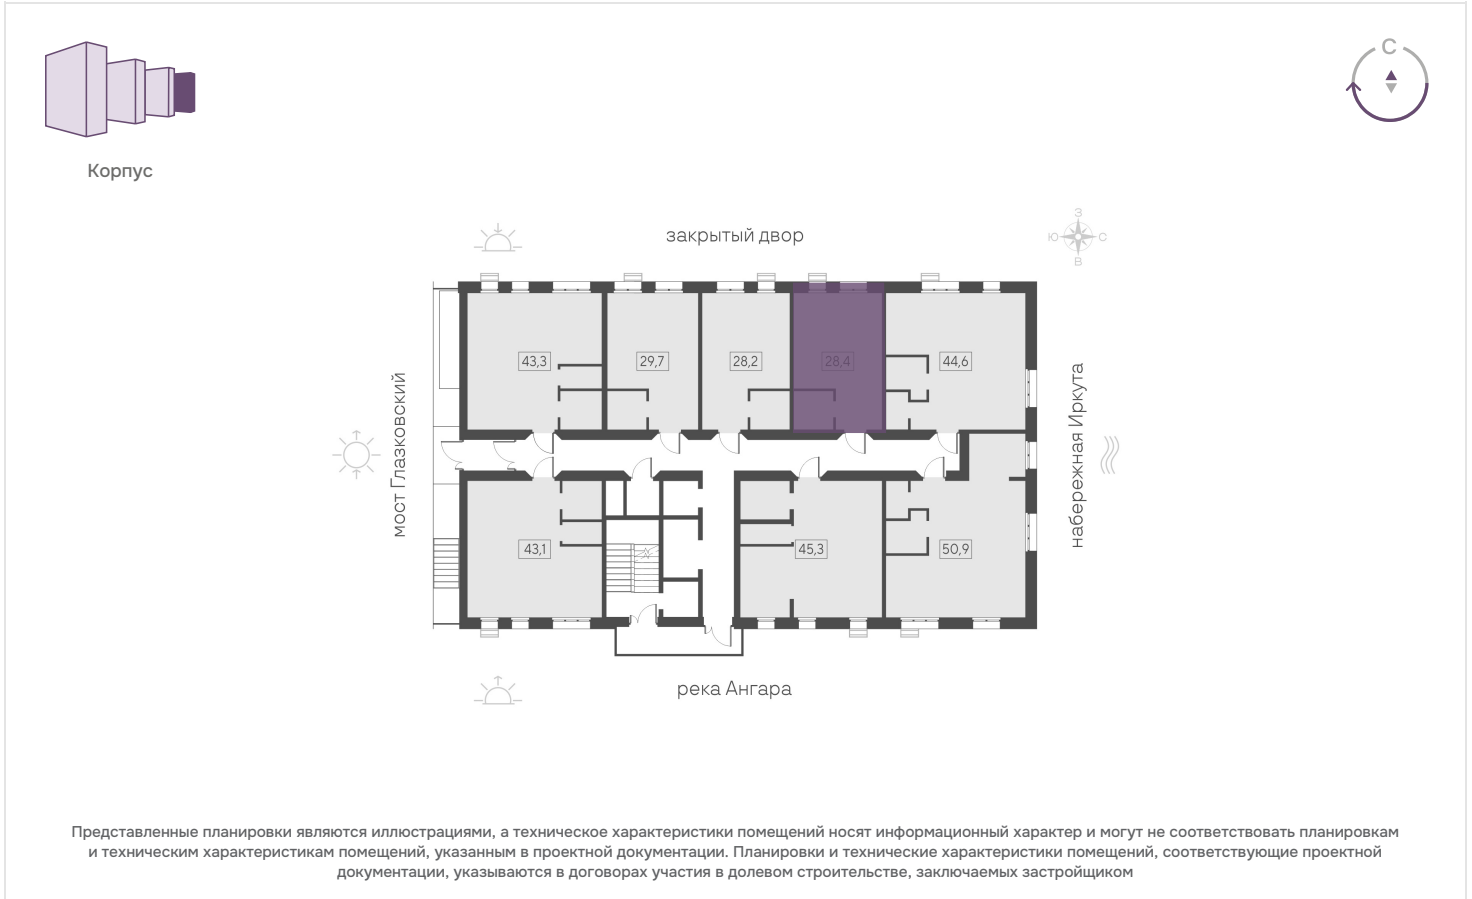 С
Корпус
закрытый двор
З
Ю
С
В
43,3
29,7
28,2
28,4
44,6
мост Глазковский
набережная Иркута
43,1
45,3
50,9
река Ангара
Представленные планировки являются иллюстрациями, а техническое характеристики помещений носят информационный характер и могут не соответствовать планировкам
и техническим характеристикам помещений, указанным в проектной документации. Планировки и технические характеристики помещений, соответствующие проектной
документации, указываются в договорах участия в долевом строительстве, заключаемых застройщиком